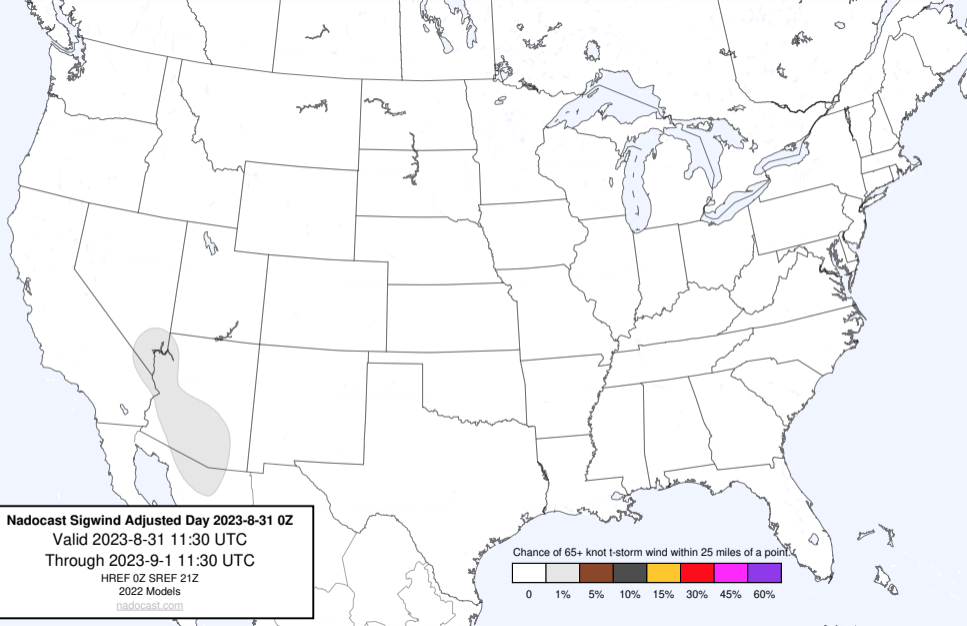 Nadocast Sigwind Adjusted Day 2023-8-31 0Z
Valid 2023-8-31 11:30 UTC
Through 2023-9-1 11:30 UTC
HREF 0Z SREF 21Z
2022 Models
nadocast.com
Chance of 65+ knot t-storm wind within 25 miles of a point.
0 1% 5% 10% 15% 30% 45% 60%